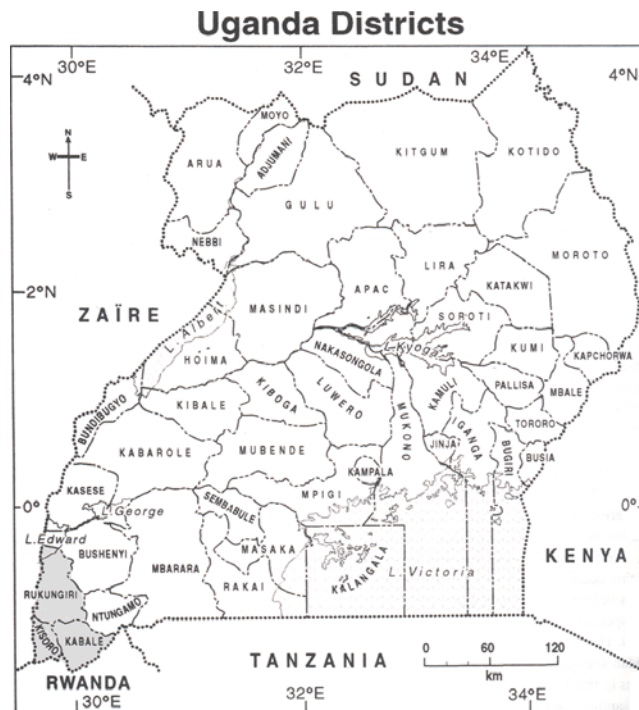 Uganda Districts
30°E 32°E 34°E
4°N 4°N
SUDAN
MOYO
N
W E
S
ARUA
ADJUMANI
KITGUM
KOTIDO
GULU
NEBBI
MOROTO
LIRA
APAC
KATAKWI
2°N 2°N
ZAÏRE
MASINDI
L. Albert
SOROTI
L. Kyoga
KUMI
KAPCHORWA
NAKASONGOLA
HOIMA
PALLISA
MBALE
KIBOGA
LUWERO
KAMULI
BUNDIBUGYO
KIBALE
MUKONO
IGANGA
TORORO
KABAROLE
MUBENDE
JINJA
BUGIRI
BUSIA
KAMPALA
KASESE
MPIGI
0° 0°
L. George
SEMBABULE
L. Edward
BUSHENYI
MASAKA
KENYA
MBARARA
KALANGALA
L. Victoria
RAKAI
RUKUNGIRI
NTUNGAMO
KISORO
KABALE
0 60 120
km
TANZANIA
RWANDA
30°E 32°E 34°E